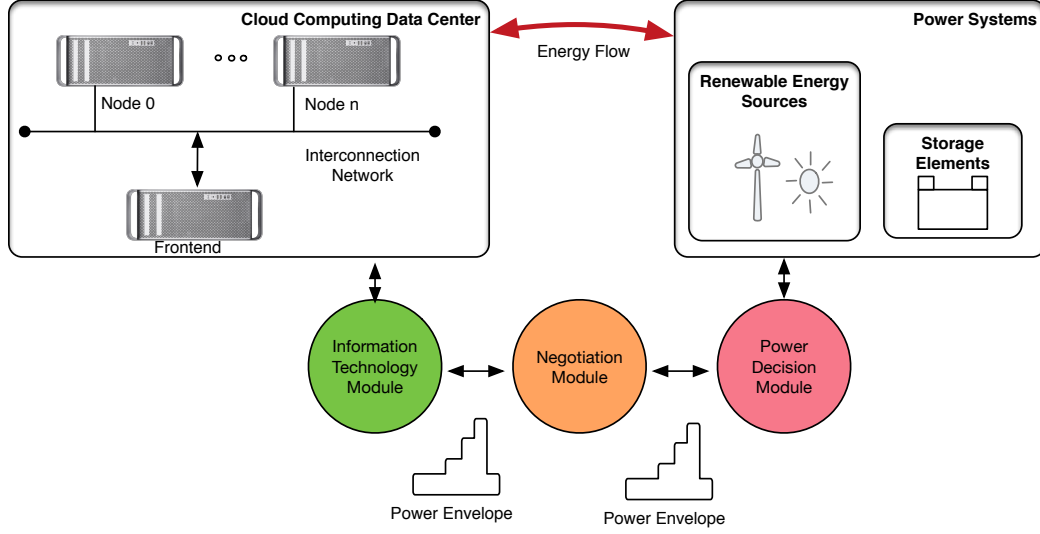 Cloud Computing Data Center
Node 0
Node n
Interconnection
Network
Frontend
Energy Flow
Power Systems
Renewable Energy
Sources
Storage
Elements
Information
Technology
Module
Negotiation
Module
Power
Decision
Module
Power Envelope
Power Envelope